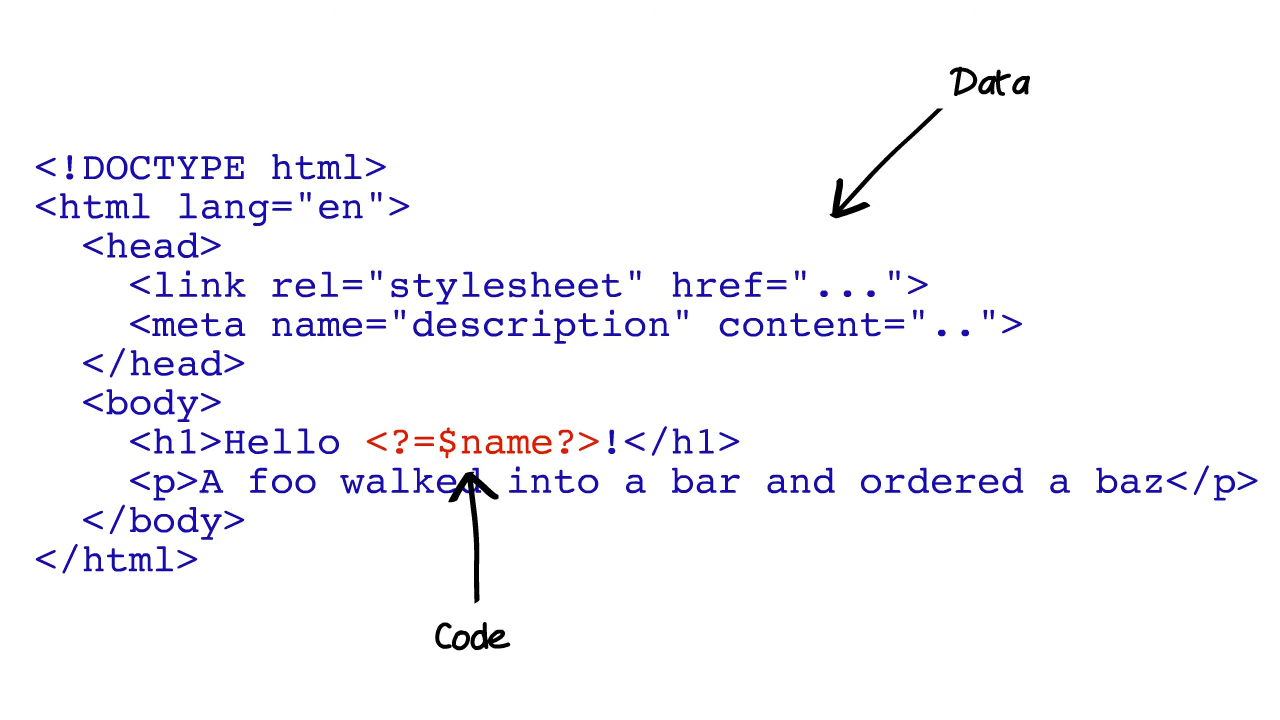 Data
<!DOCTYPE html>
<html lang="en">
  <head>
    <link rel="stylesheet" href="...">
    <meta name="description" content="..">
  </head>
  <body>
    <h1>Hello <?=$name?>!</h1>
    <p>A foo walked into a bar and ordered a baz</p>
  </body>
</html>
Code